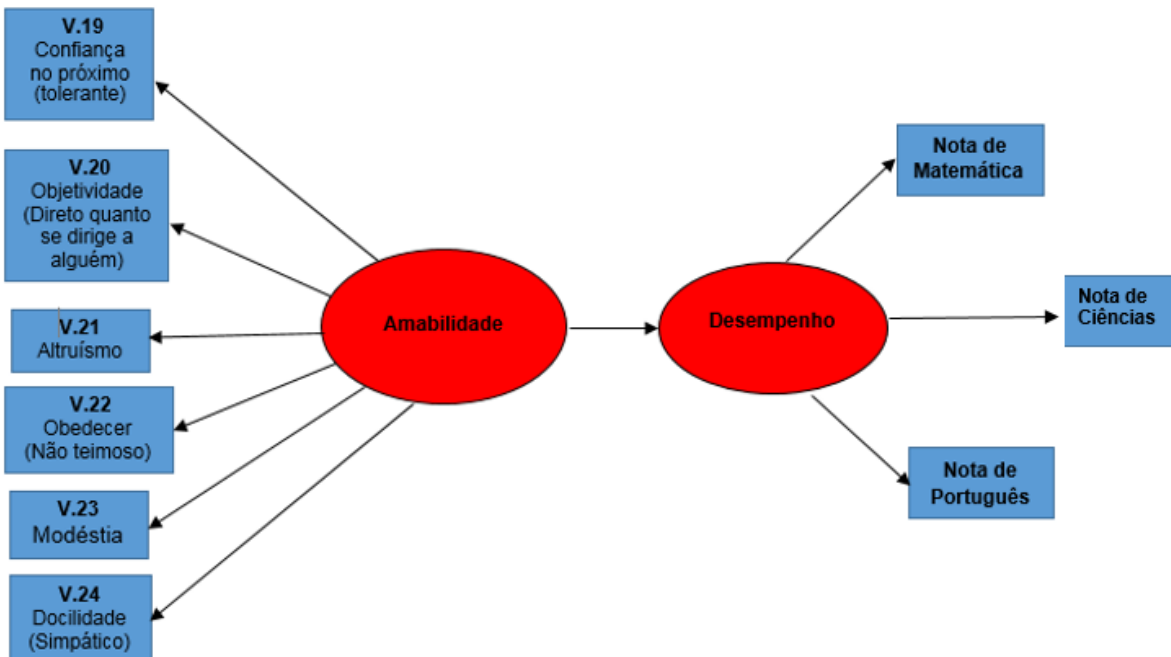 V.19
Confiança
no próximo
(tolerante)
V.20
Objetividade
(Direto quanto
se dirige a
alguém)
V.21
Altruísmo
V.22
Obedecer
(Não teimoso)
V.23
Modéstia
V.24
Docilidade
(Simpático)
Amabilidade
Desempenho
Nota de
Matemática
Nota de
Ciências
Nota de
Português